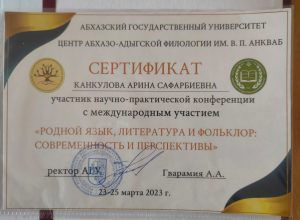 АБХАЗСКИЙ ГОСУДАРСТВЕННЫЙ УНИВЕРСИТЕТ
ЦЕНТР АБХАЗО-АДЫГСКОЙ ФИЛОЛОГИИ ИМ. В. П. АНКВАБ
СЕРТИФИКАТ
КАНКУЛОВА АРИНА САФАРБИЕВНА
участник научно-практической конференции
с международным участием
«РОДНОЙ ЯЗЫК, ЛИТЕРАТУРА И ФОЛЬКЛОР:
СОВРЕМЕННОСТЬ И ПЕРСПЕКТИВЫ»
ректор АГУ Гварамия А.А.
23-25 марта 2023 г.